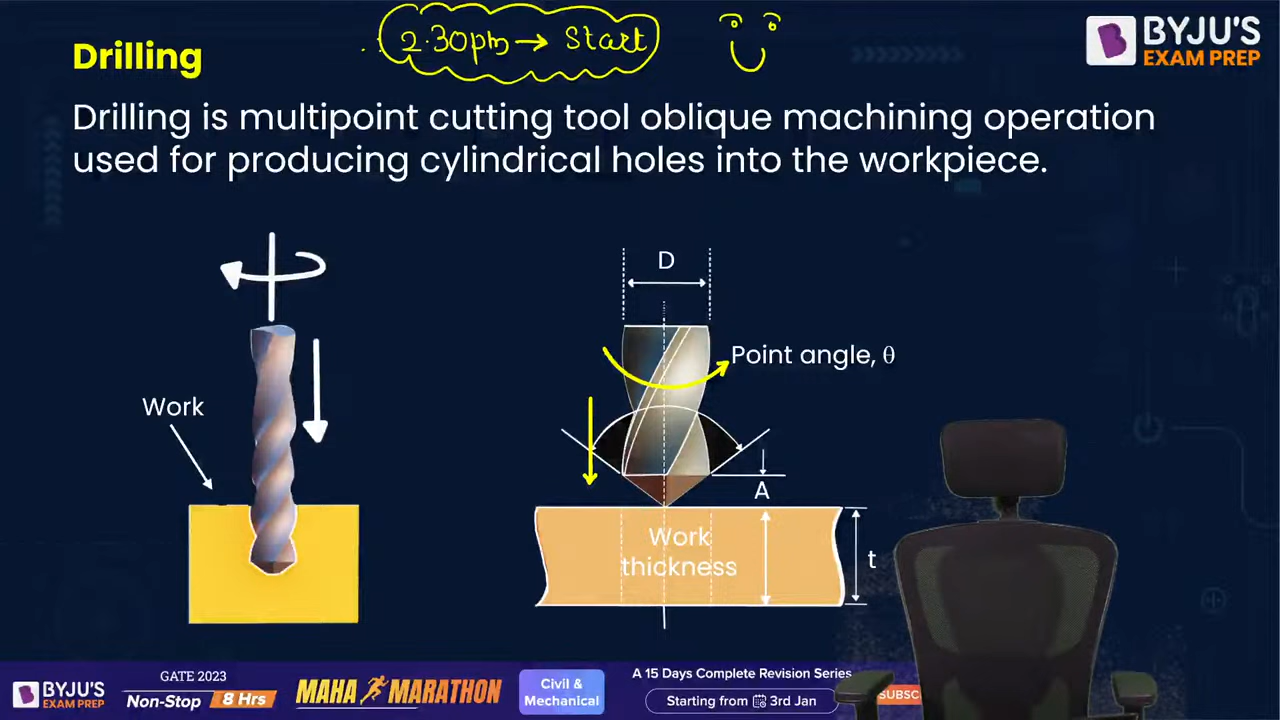 2.30pm → Start
BYJU'S
EXAM PREP
Drilling
Drilling is multipoint cutting tool oblique machining operation
used for producing cylindrical holes into the workpiece.
D
Point angle, θ
Work
A
Work
thickness
t
BYJU'S
EXAM PREP
GATE 2023
Non-Stop 8 Hrs
MAHA MARATHON
Civil &
Mechanical
A 15 Days Complete Revision Series
Starting from 3rd Jan